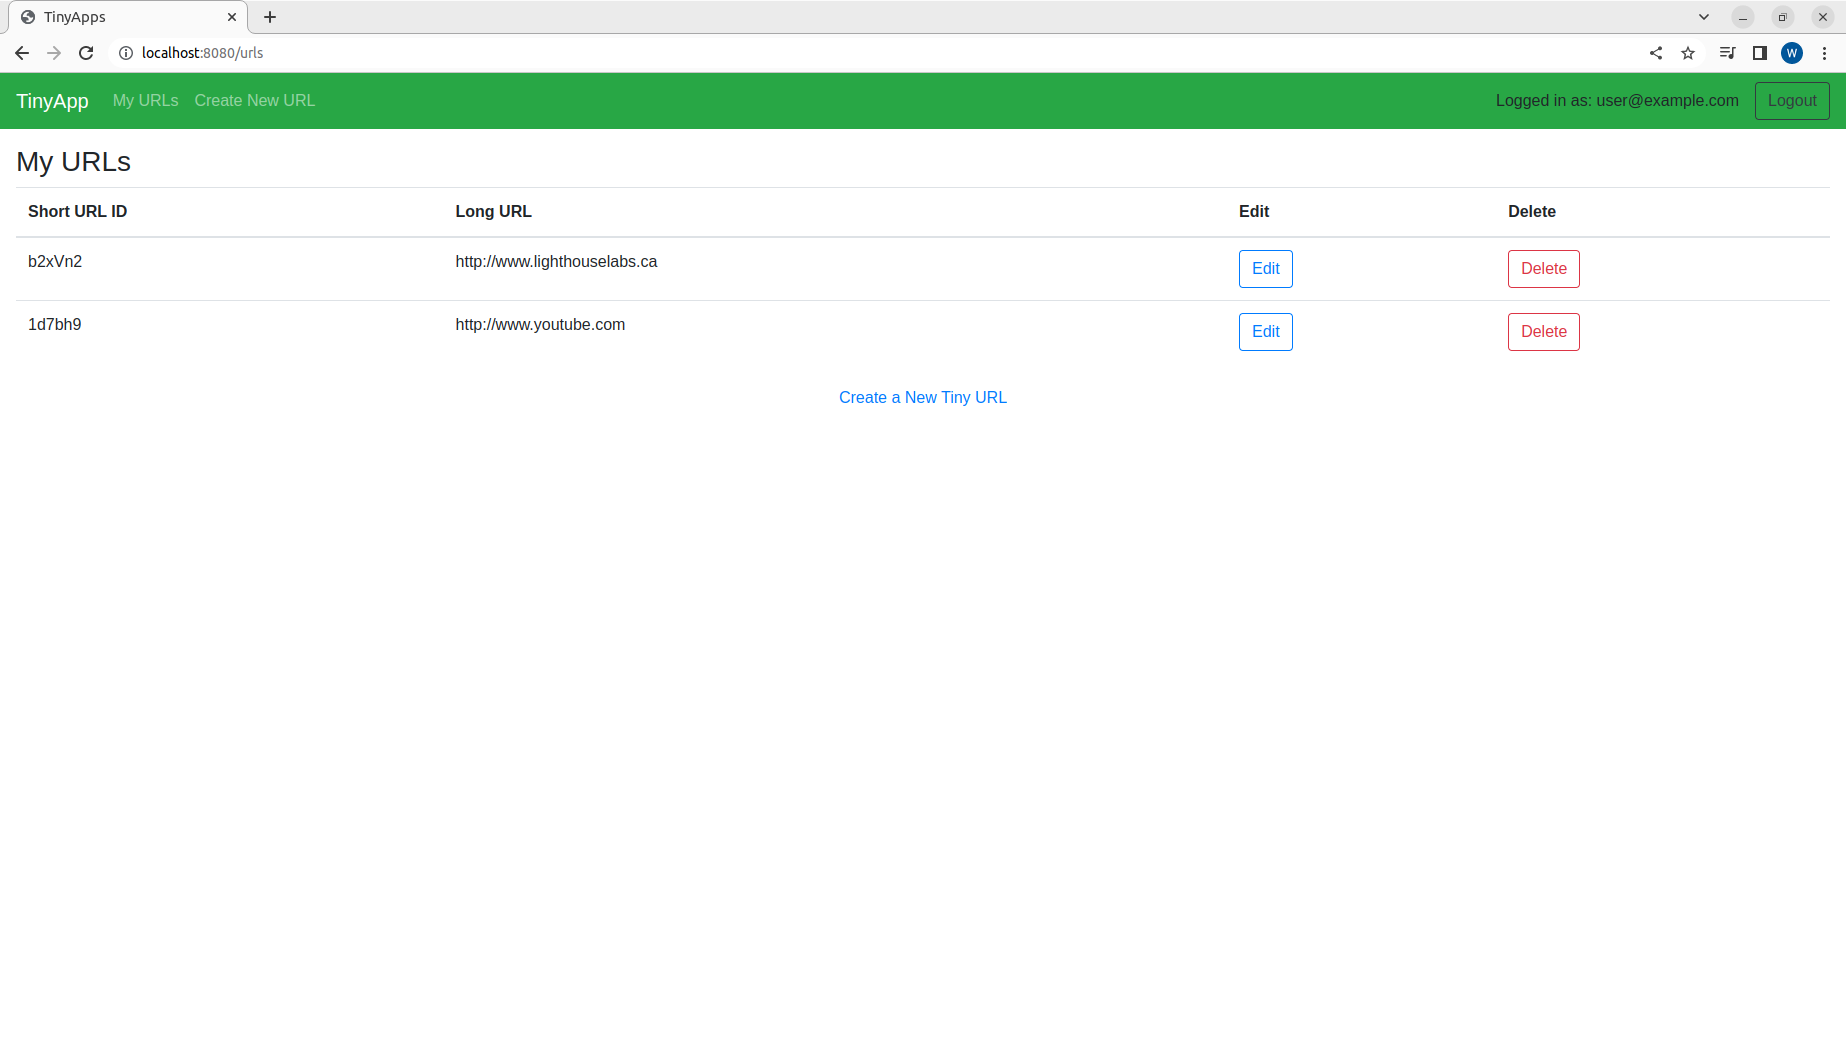 TinyApps
localhost:8080/urls
W
TinyApp My URLs Create New URL Logged in as: user@example.com Logout
My URLs
Short URL ID Long URL Edit Delete
b2xVn2 http://www.lighthouselabs.ca Edit Delete
1d7bh9 http://www.youtube.com Edit Delete
Create a New Tiny URL